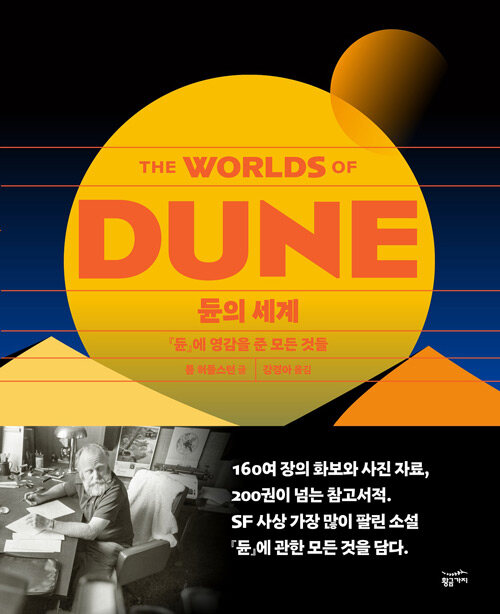 THE WORLDS OF
DUNE
듄의 세계
『듄』에 영감을 준 모든 것들
톰 허들스턴 글 | 강경아 옮김
160여 장의 화보와 사진 자료,
200권이 넘는 참고서적.
SF 사상 가장 많이 팔린 소설
『듄』에 관한 모든 것을 담다.
황금가지